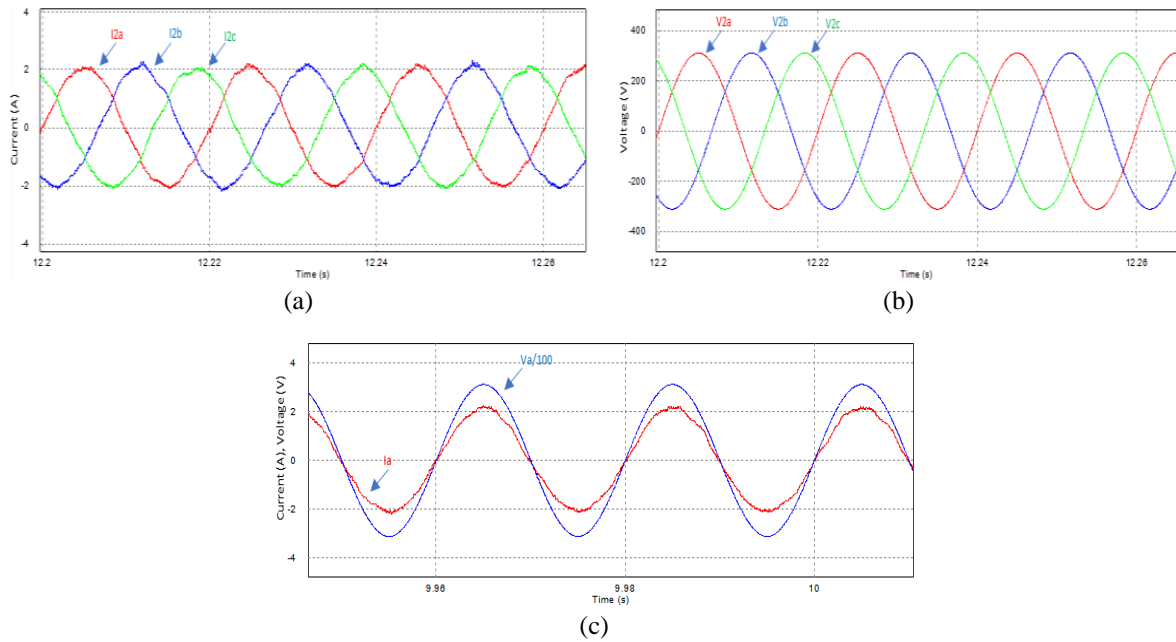 (a)
4
2
0
-2
-4
Current (A)
I2a
I2b
I2c
12.2
12.22
12.24
12.26
Time (s)
(a)
(b)
400
200
0
-200
-400
Voltage (V)
V2a
V2b
V2c
12.2
12.22
12.24
12.26
Time (s)
(b)
4
2
0
-2
-4
Current (A), Voltage (V)
Va/100
Ia
9.96
9.98
10
Time (s)
(c)